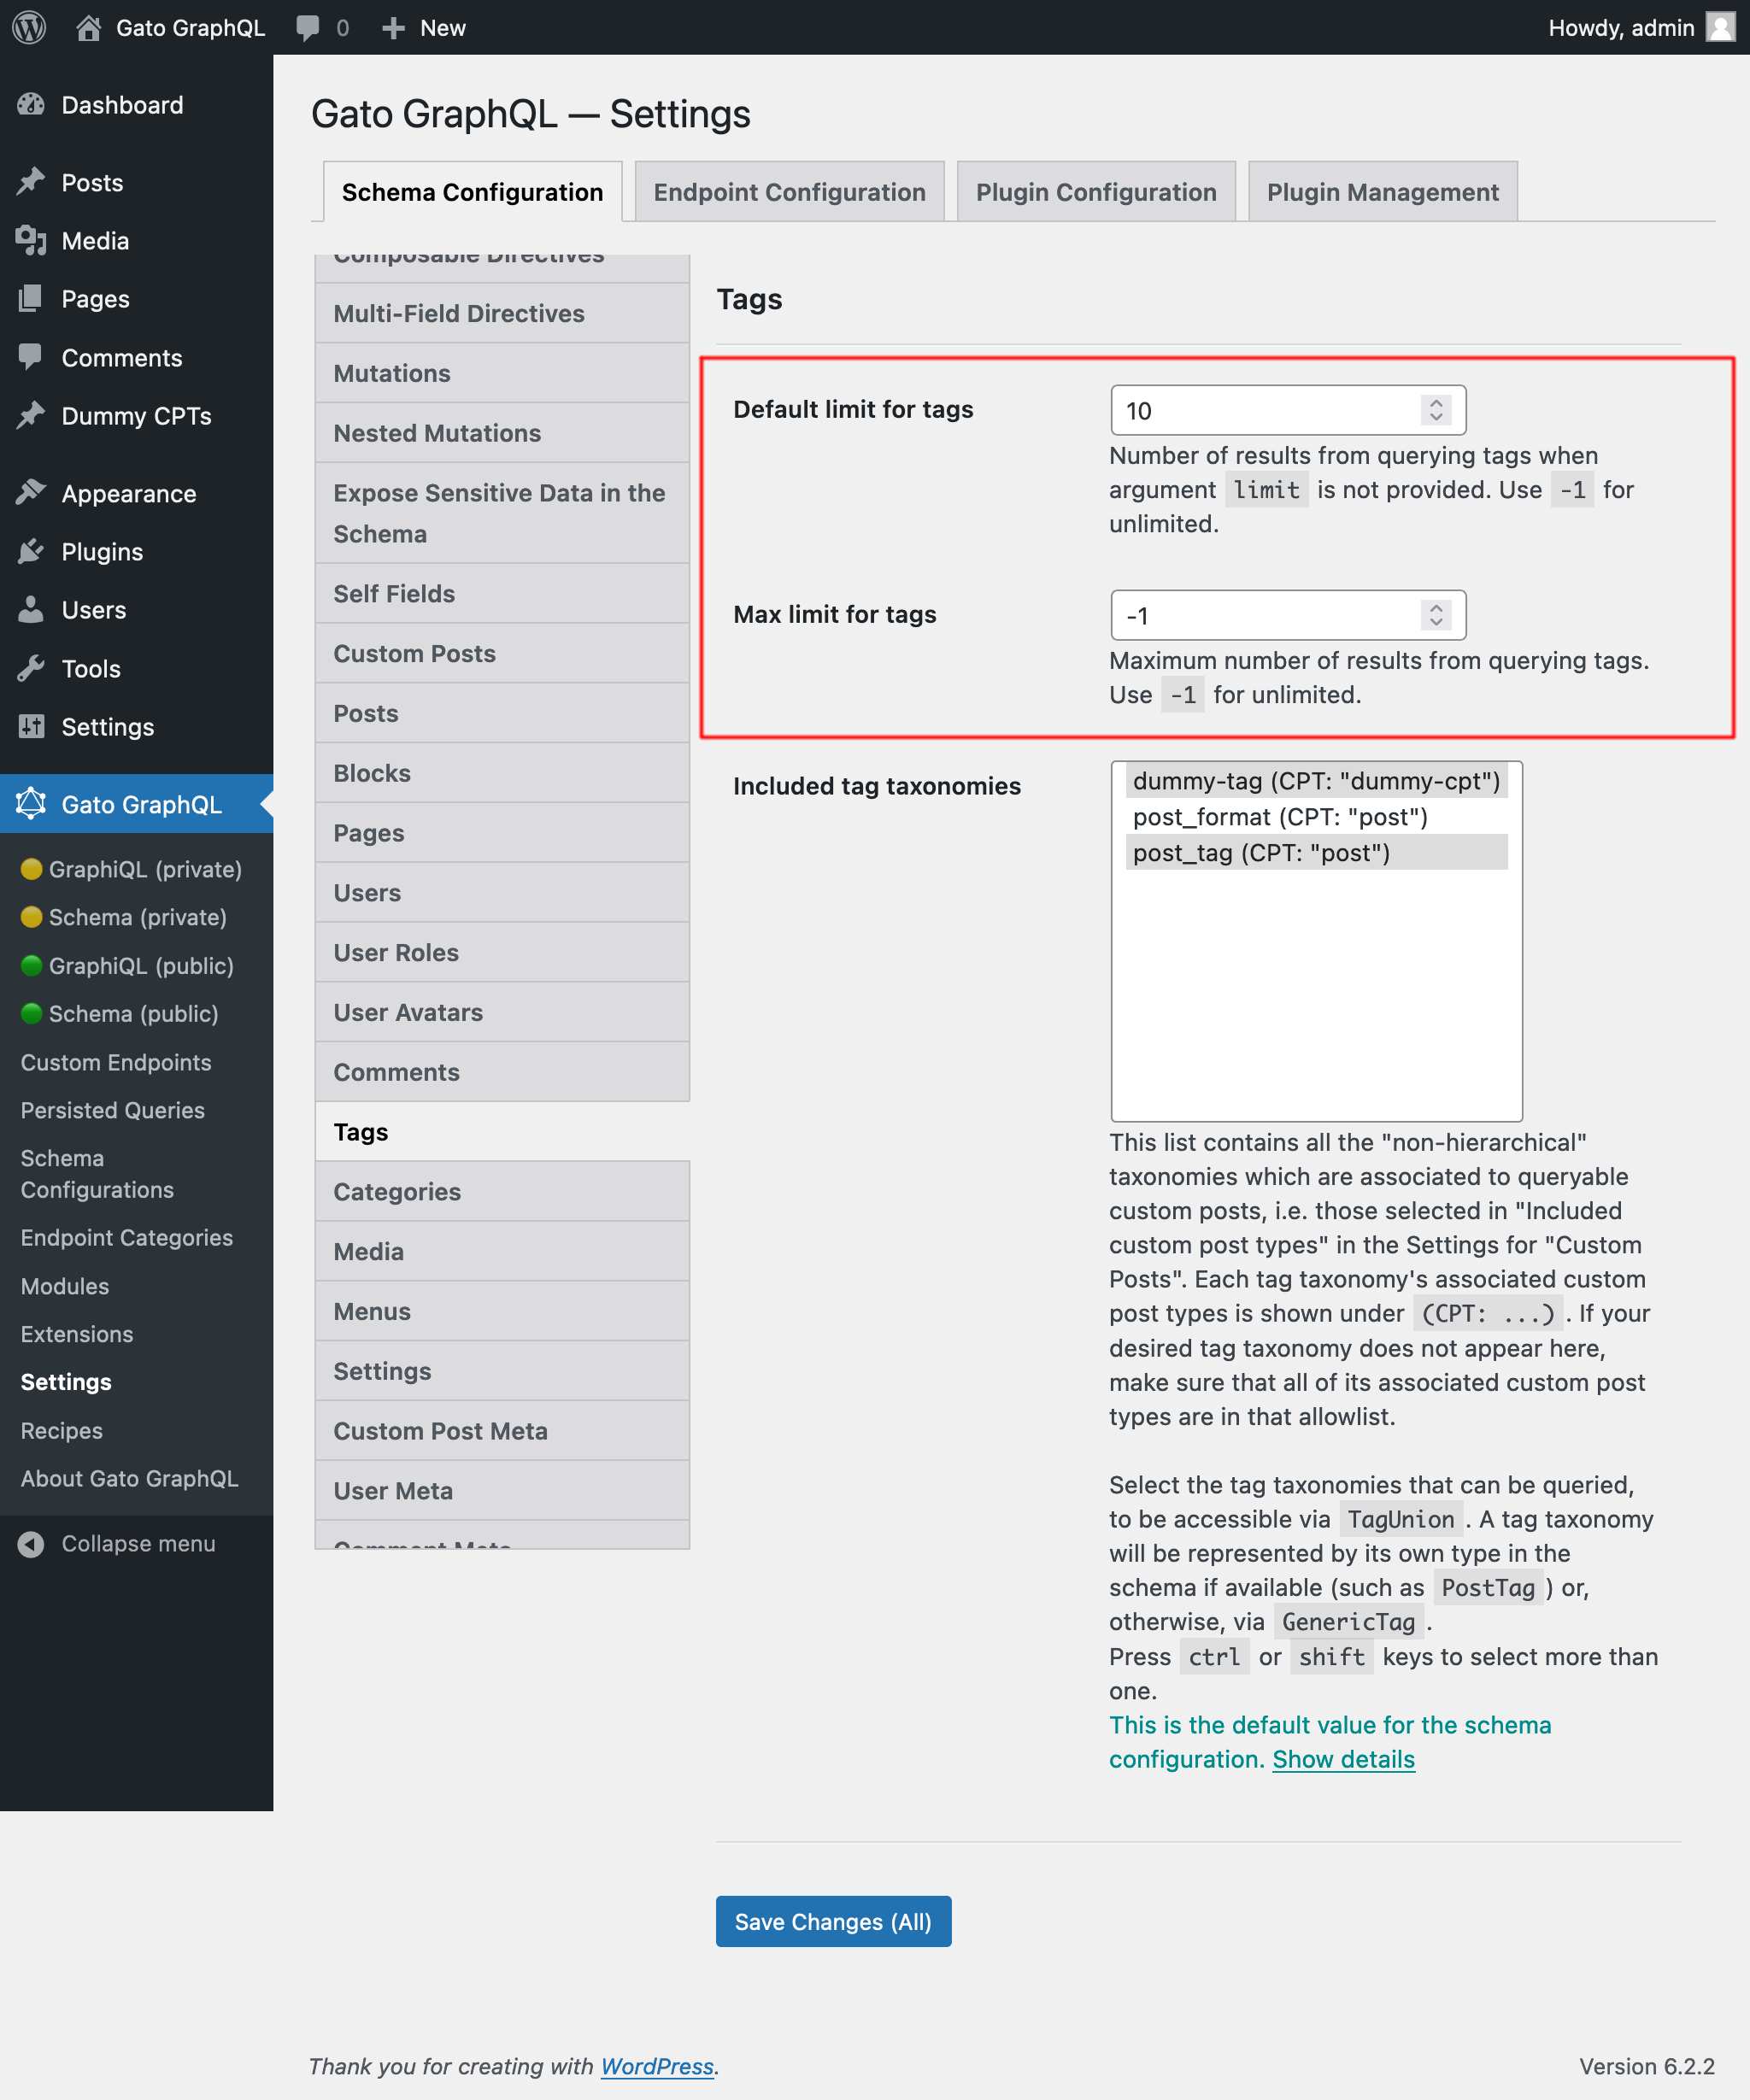 Gato GraphQL
0
New
Howdy, admin
Dashboard
Posts
Media
Pages
Comments
Dummy CPTs
Appearance
Plugins
Users
Tools
Settings
Gato GraphQL
GraphiQL (private)
Schema (private)
GraphiQL (public)
Schema (public)
Custom Endpoints
Persisted Queries
Schema
Configurations
Endpoint Categories
Modules
Extensions
Settings
Recipes
About Gato GraphQL
Collapse menu
Gato GraphQL — Settings
Schema Configuration
Endpoint Configuration
Plugin Configuration
Plugin Management
Composable Directives
Multi-Field Directives
Mutations
Nested Mutations
Expose Sensitive Data in the
Schema
Self Fields
Custom Posts
Posts
Blocks
Pages
Users
User Roles
User Avatars
Comments
Tags
Categories
Media
Menus
Settings
Custom Post Meta
User Meta
Comment Meta
Tags
Default limit for tags
10
Number of results from querying tags when
argument limit is not provided. Use -1 for
unlimited.
Max limit for tags
-1
Maximum number of results from querying tags.
Use -1 for unlimited.
Included tag taxonomies
dummy-tag (CPT: "dummy-cpt")
post_format (CPT: "post")
post_tag (CPT: "post")
This list contains all the "non-hierarchical"
taxonomies which are associated to queryable
custom posts, i.e. those selected in "Included
custom post types" in the Settings for "Custom
Posts". Each tag taxonomy's associated custom
post types is shown under (CPT: ...). If your
desired tag taxonomy does not appear here,
make sure that all of its associated custom post
types are in that allowlist.
Select the tag taxonomies that can be queried,
to be accessible via TagUnion. A tag taxonomy
will be represented by its own type in the
schema if available (such as PostTag) or,
otherwise, via GenericTag.
Press ctrl or shift keys to select more than
one.
This is the default value for the schema
configuration. Show details
Save Changes (All)
Thank you for creating with WordPress.
Version 6.2.2